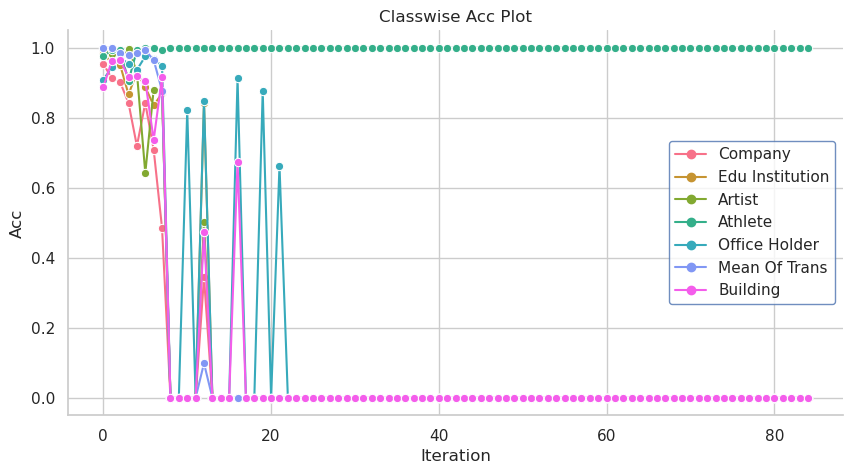 Classwise Acc Plot
1.0
0.8
0.6
0.4
0.2
0.0
Acc
Company
Edu Institution
Artist
Athlete
Office Holder
Mean Of Trans
Building
0 20 40 60 80
Iteration